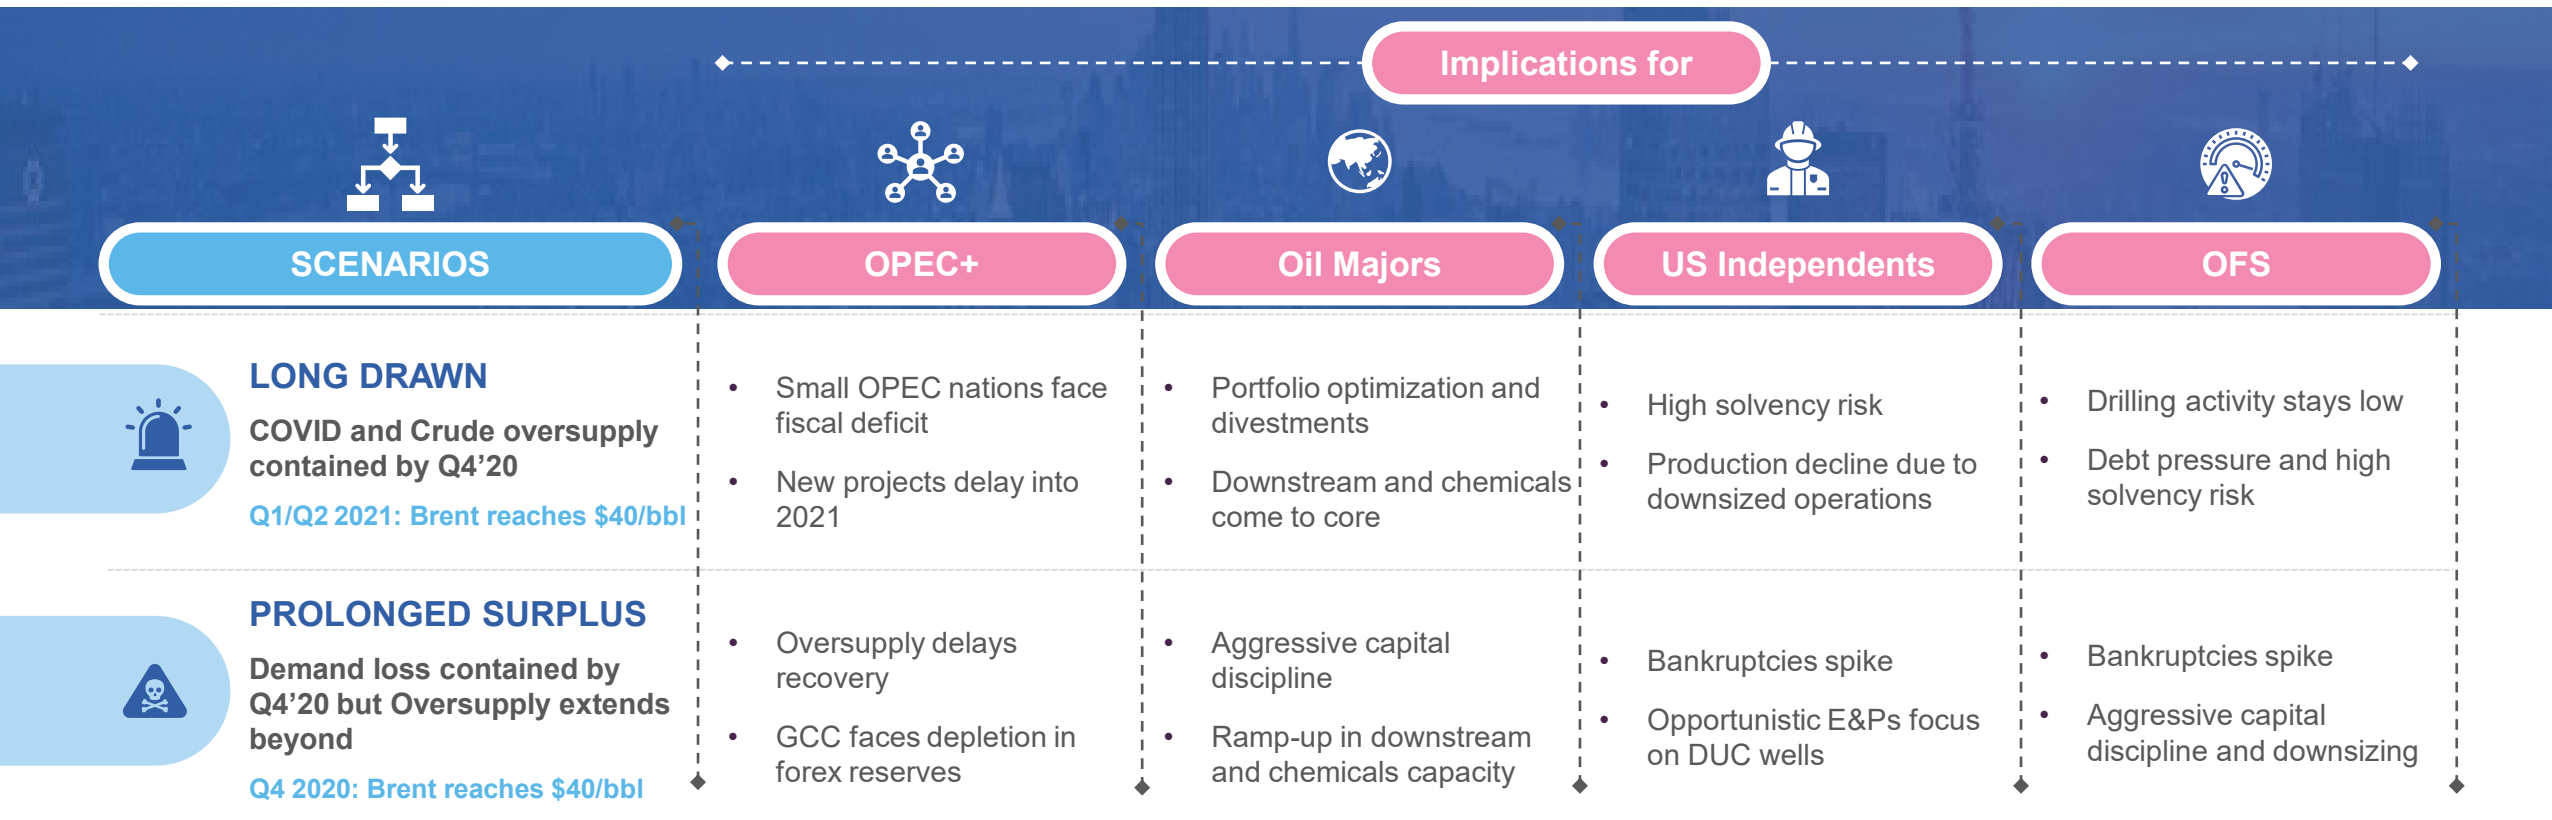 Implications for
SCENARIOS
OPEC+
Oil Majors
US Independents
OFS
LONG DRAWN
COVID and Crude oversupply
contained by Q4’20
Q1/Q2 2021: Brent reaches $40/bbl
• Small OPEC nations face
fiscal deficit
• New projects delay into
2021
• Portfolio optimization and
divestments
• Downstream and chemicals
come to core
• High solvency risk
• Production decline due to
downsized operations
• Drilling activity stays low
• Debt pressure and high
solvency risk
PROLONGED SURPLUS
Demand loss contained by
Q4’20 but Oversupply extends
beyond
Q4 2020: Brent reaches $40/bbl
• Oversupply delays
recovery
• GCC faces depletion in
forex reserves
• Aggressive capital
discipline
• Ramp-up in downstream
and chemicals capacity
• Bankruptcies spike
• Opportunistic E&Ps focus
on DUC wells
• Bankruptcies spike
• Aggressive capital
discipline and downsizing